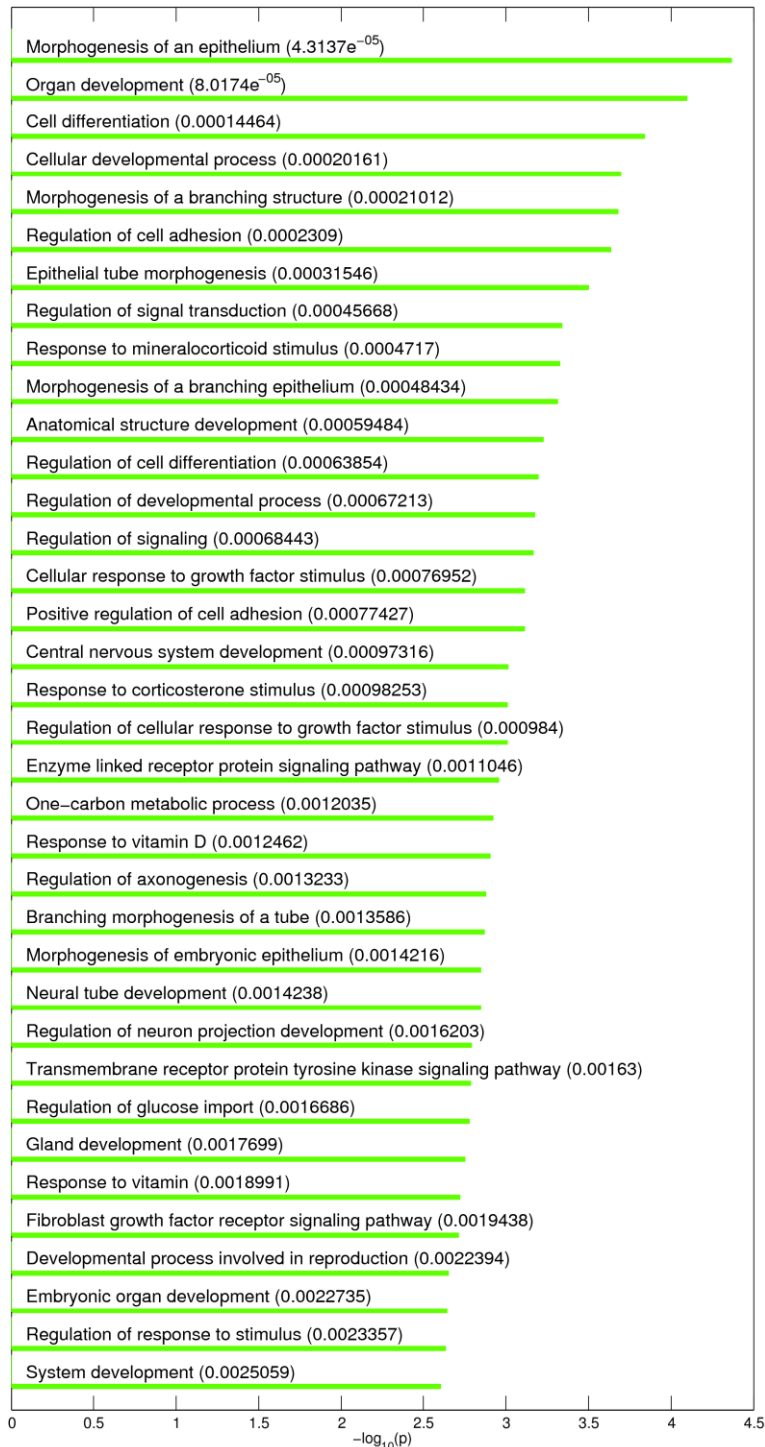 Morphogenesis of an epithelium (4.3137e−05)
Organ development (8.0174e−05)
Cell differentiation (0.00014464)
Cellular developmental process (0.00020161)
Morphogenesis of a branching structure (0.00021012)
Regulation of cell adhesion (0.0002309)
Epithelial tube morphogenesis (0.00031546)
Regulation of signal transduction (0.00045668)
Response to mineralocorticoid stimulus (0.0004717)
Morphogenesis of a branching epithelium (0.00048434)
Anatomical structure development (0.00059484)
Regulation of cell differentiation (0.00063854)
Regulation of developmental process (0.00067213)
Regulation of signaling (0.00068443)
Cellular response to growth factor stimulus (0.00076952)
Positive regulation of cell adhesion (0.00077427)
Central nervous system development (0.00097316)
Response to corticosterone stimulus (0.00098253)
Regulation of cellular response to growth factor stimulus (0.000984)
Enzyme linked receptor protein signaling pathway (0.0011046)
One−carbon metabolic process (0.0012035)
Response to vitamin D (0.0012462)
Regulation of axonogenesis (0.0013233)
Branching morphogenesis of a tube (0.0013586)
Morphogenesis of embryonic epithelium (0.0014216)
Neural tube development (0.0014238)
Regulation of neuron projection development (0.0016203)
Transmembrane receptor protein tyrosine kinase signaling pathway (0.00163)
Regulation of glucose import (0.0016686)
Gland development (0.0017699)
Response to vitamin (0.0018991)
Fibroblast growth factor receptor signaling pathway (0.0019438)
Developmental process involved in reproduction (0.0022394)
Embryonic organ development (0.0022735)
Regulation of response to stimulus (0.0023357)
System development (0.0025059)
0 0.5 1 1.5 2 2.5 3 3.5 4 4.5
−log10(p)